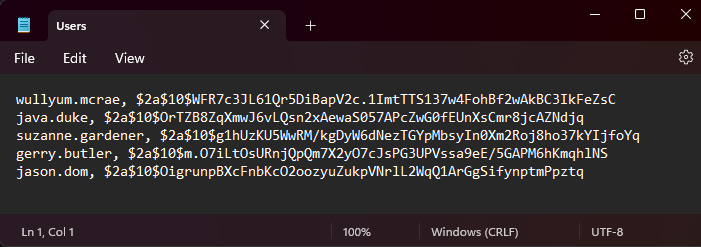 Users
File Edit View
wullyum.mcrae, $2a$10$WFR7c3JL61Qr5DiBapV2c.1ImtTTS137w4FohBf2wAkBC3IkFeZsC
java.duke, $2a$10$OrTZB8ZqXmwJ6vLQsn2xAewaS057APcZwG0fEUnXsCmr8jcAZNdjq
suzanne.gardener, $2a$10$g1hUzKU5WwRM/kgDyW6dNezTGYpMbsyIn0Xm2Roj8ho37kYIjfoYq
gerry.butler, $2a$10$m.O7iLtOsURnjQpQm7X2yO7cJsPG3UPVssa9eE/5GAPM6hKmqhlNS
jason.dom, $2a$10$OigrunpBXcFnbKcO2oozyuZukpVNrlL2WqQ1ArGgSifynptmPpztq
Ln 1, Col 1 100% Windows (CRLF) UTF-8